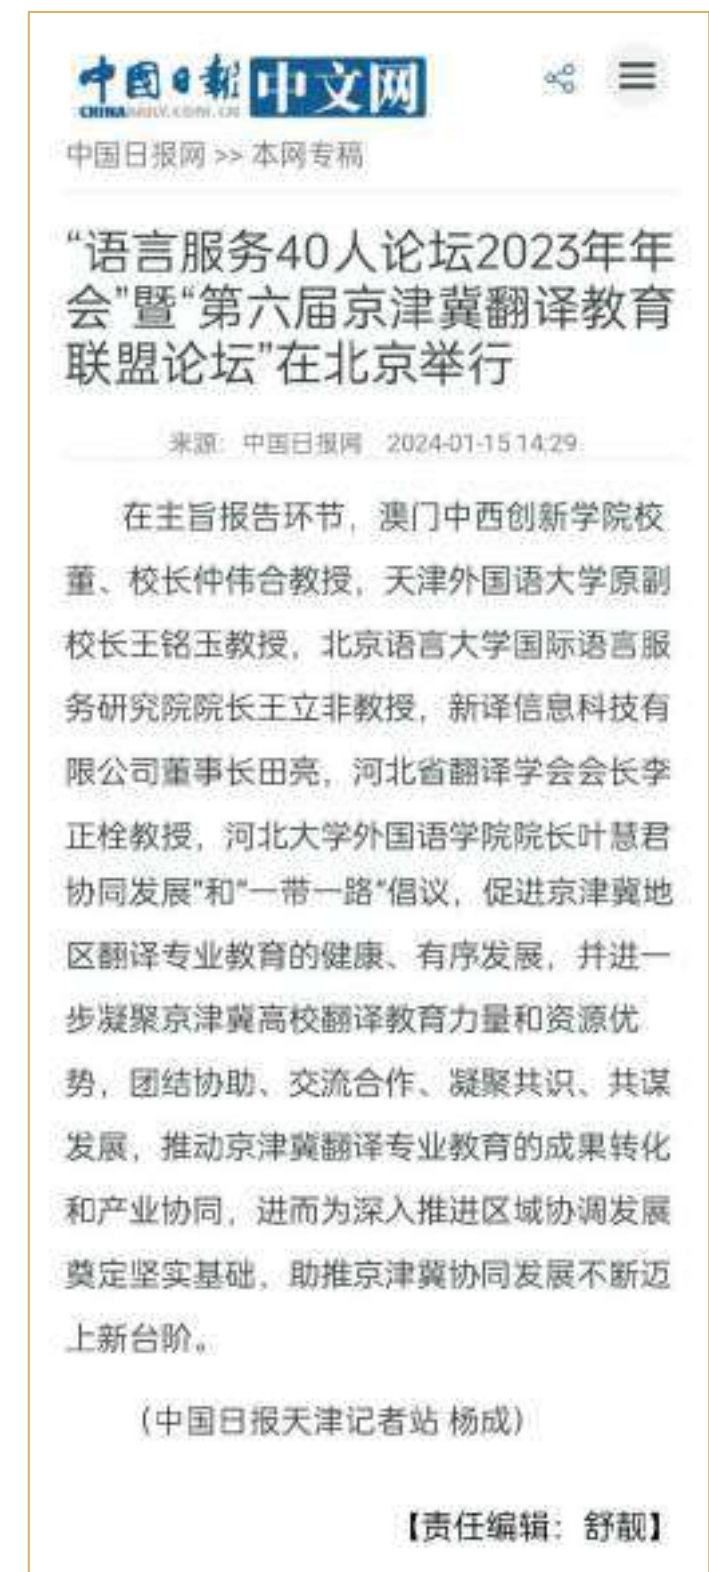 中国日报 中文网
CHINADAILY.COM.CN
中国日报网 >> 本网专稿
“语言服务40人论坛2023年年
会”暨“第六届京津冀翻译教育
联盟论坛”在北京举行
来源：中国日报网 2024-01-15 14:29
在主旨报告环节，澳门中西创新学院校
董、校长仲伟合教授，天津外国语大学原副
校长王铭玉教授，北京语言大学国际语言服
务研究院院长王立非教授，新译信息科技有
限公司董事长田亮，河北省翻译学会会长李
正栓教授，河北大学外国语学院院长叶慧君
协同发展”和“一带一路“倡议，促进京津冀地
区翻译专业教育的健康、有序发展，并进一
步凝聚京津冀高校翻译教育力量和资源优
势，团结协助、交流合作、凝聚共识、共谋
发展，推动京津冀翻译专业教育的成果转化
和产业协同，进而为深入推进区域协调发展
奠定坚实基础，助推京津冀协同发展不断迈
上新台阶。
（中国日报天津记者站 杨成）
【责任编辑：舒靓】